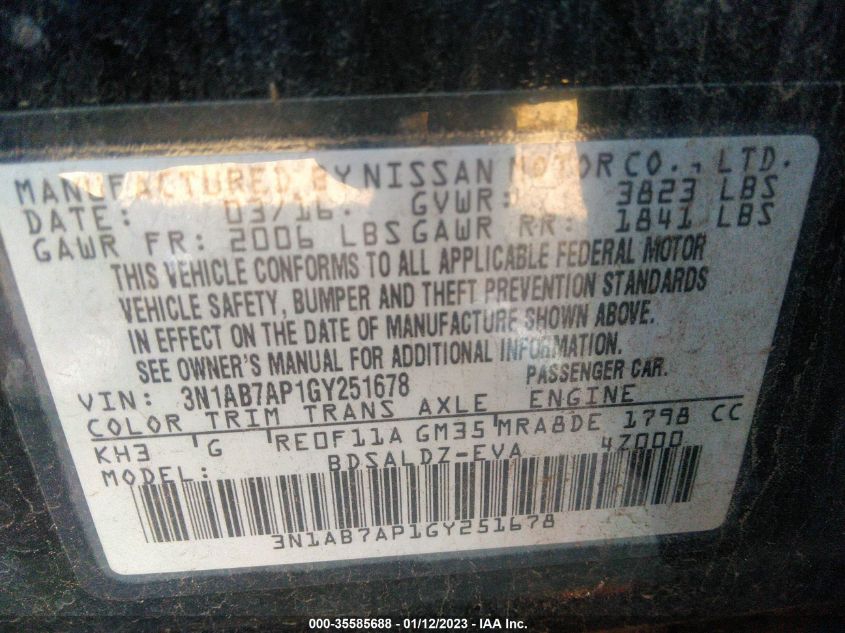 MANUFACTURED BY NISSAN MOTOR CO., LTD.
DATE: 03/16. GVWR: 3823 LBS
GAWR FR: 2006 LBS GAWR RR: 1841 LBS
THIS VEHICLE CONFORMS TO ALL APPLICABLE FEDERAL MOTOR
VEHICLE SAFETY, BUMPER AND THEFT PREVENTION STANDARDS
IN EFFECT ON THE DATE OF MANUFACTURE SHOWN ABOVE.
SEE OWNER'S MANUAL FOR ADDITIONAL INFORMATION.
VIN: 3N1AB7AP1GY251678 PASSENGER CAR.
COLOR TRIM TRANS AXLE ENGINE
KH3 G RE0F11A GM35 MRA8DE 1798 CC
MODEL: BDSALDZ-EVA 4Z000
3N1AB7AP1GY251678
000-35585688 - 01/12/2023 - IAA Inc.